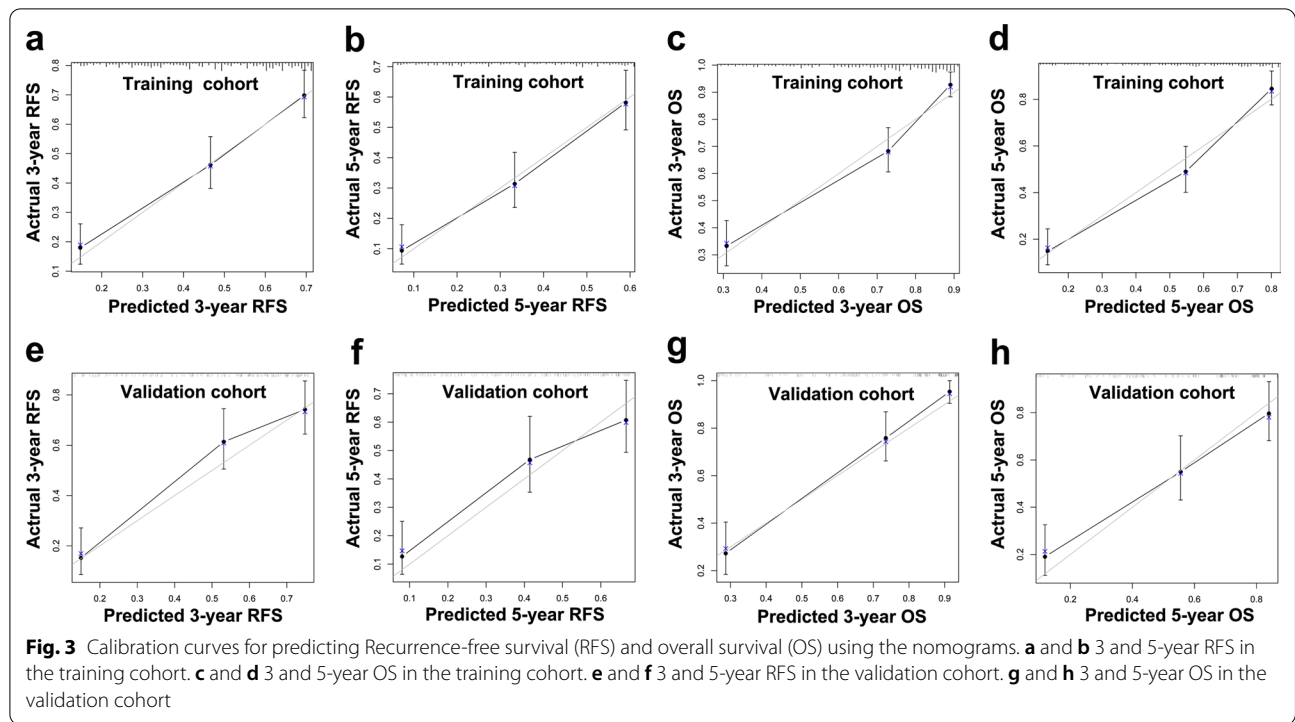 a
Training cohort
Actrual 3-year RFS
0.1 0.2 0.3 0.4 0.5 0.6 0.7 0.8
0.2 0.3 0.4 0.5 0.6 0.7
Predicted 3-year RFS
b
Training cohort
Actrual 5-year RFS
0.1 0.2 0.3 0.4 0.5 0.6 0.7
0.1 0.2 0.3 0.4 0.5 0.6
Predicted 5-year RFS
c
Training cohort
Actrual 3-year OS
0.3 0.4 0.5 0.6 0.7 0.8 0.9 1.0
0.3 0.4 0.5 0.6 0.7 0.8 0.9
Predicted 3-year OS
d
Training cohort
Actrual 5-year OS
0.2 0.4 0.6 0.8
0.2 0.3 0.4 0.5 0.6 0.7 0.8
Predicted 5-year OS
e
Validation cohort
Actrual 3-year RFS
0.2 0.4 0.6 0.8
0.2 0.3 0.4 0.5 0.6 0.7
Predicted 3-year RFS
f
Validation cohort
Actrual 5-year RFS
0.1 0.2 0.3 0.4 0.5 0.6 0.7
0.1 0.2 0.3 0.4 0.5 0.6
Predicted 5-year RFS
g
Validation cohort
Actrual 3-year OS
0.2 0.4 0.6 0.8 1.0
0.3 0.4 0.5 0.6 0.7 0.8 0.9
Predicted 3-year OS
h
Validation cohort
Actrual 5-year OS
0.2 0.4 0.6 0.8
0.2 0.4 0.6 0.8
Predicted 5-year OS
Fig. 3 Calibration curves for predicting Recurrence-free survival (RFS) and overall survival (OS) using the nomograms. a and b 3 and 5-year RFS in
the training cohort. c and d 3 and 5-year OS in the training cohort. e and f 3 and 5-year RFS in the validation cohort. g and h 3 and 5-year OS in the
validation cohort